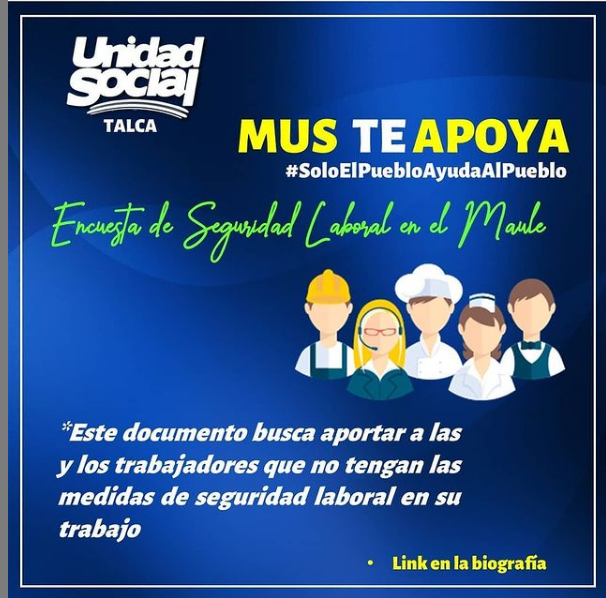 Unidad
Social
TALCA
MUS TE APOYA
#SoloElPuebloAyudaAlPueblo
Encuesta de Seguridad Laboral en el Maule
*Este documento busca aportar a las
y los trabajadores que no tengan las
medidas de seguridad laboral en su
trabajo
• Link en la biografía